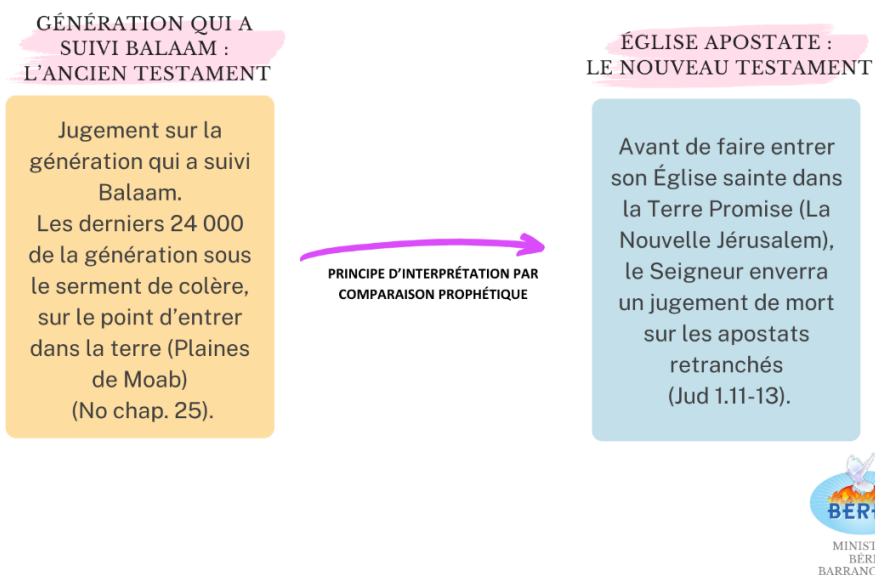 GÉNÉRATION QUI A
SUIVI BALAAM :
L'ANCIEN TESTAMENT
Jugement sur la
génération qui a suivi
Balaam.
Les derniers 24 000
de la génération sous
le serment de colère,
sur le point d'entrer
dans la terre (Plaines
de Moab)
(No chap. 25).
PRINCIPE D'INTERPRÉTATION PAR
COMPARAISON PROPHÉTIQUE
ÉGLISE APOSTATE :
LE NOUVEAU TESTAMENT
Avant de faire entrer
son Église sainte dans
la Terre Promise (La
Nouvelle Jérusalem),
le Seigneur enverra
un jugement de mort
sur les apostats
retranchés
(Jud 1.11-13).